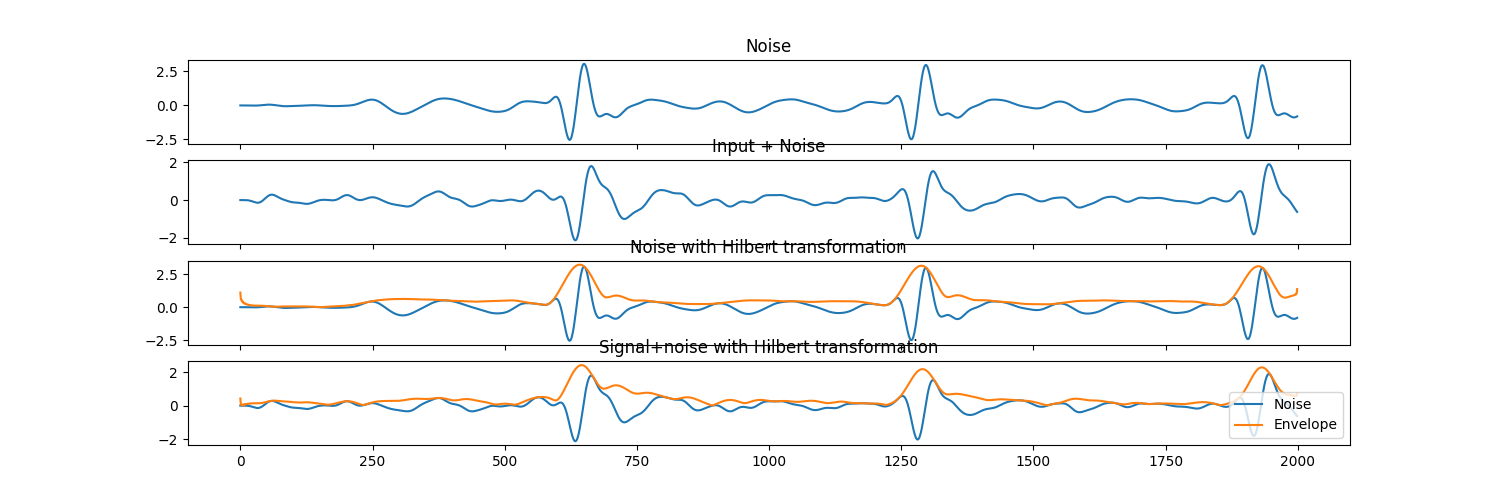 Noise
2.5
0.0
−2.5
Input + Noise
2
0
−2
Noise with Hilbert transformation
2.5
0.0
−2.5
Signal+noise with Hilbert transformation
2
0
−2
Noise
Envelope
0 250 500 750 1000 1250 1500 1750 2000